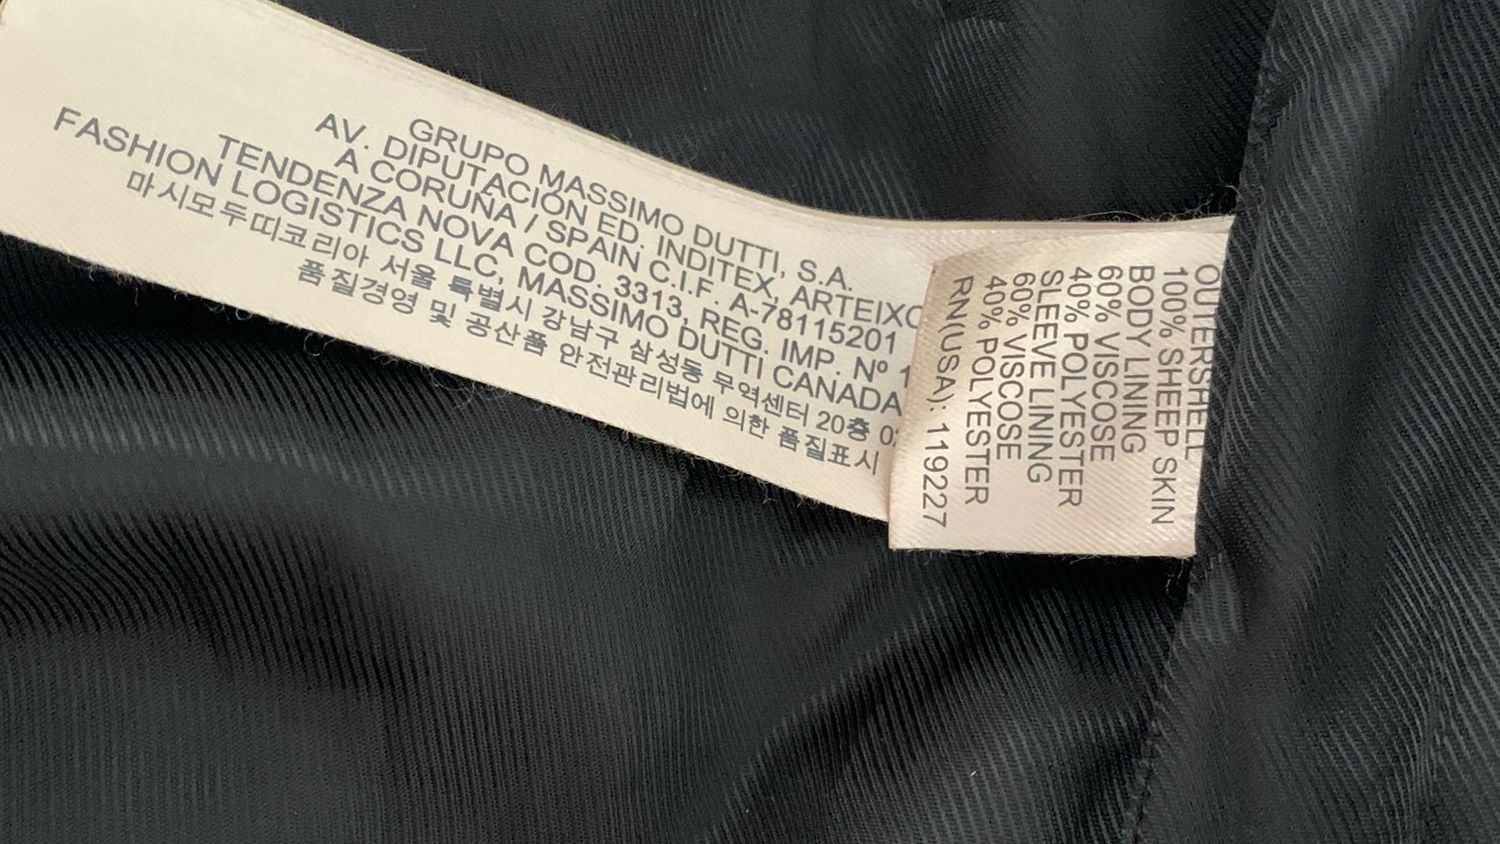 GRUPO MASSIMO DUTTI, S.A.
AV. DIPUTACIÓN ED. INDITEX, ARTEIXO
A CORUÑA / SPAIN C.I.F. A-78115201
TENDENZA NOVA COD. 3313, REG. IMP. Nº 1
FASHION LOGISTICS LLC, MASSIMO DUTTI CANADA
마시모두띠코리아 서울 특별시 강남구 삼성동 무역센터 20층
품질경영 및 공산품 안전관리법에 의한 품질표시
OUTERSHELL
100% SHEEP SKIN
BODY LINING
60% VISCOSE
40% POLYESTER
SLEEVE LINING
60% VISCOSE
40% POLYESTER
RN(USA): 119227